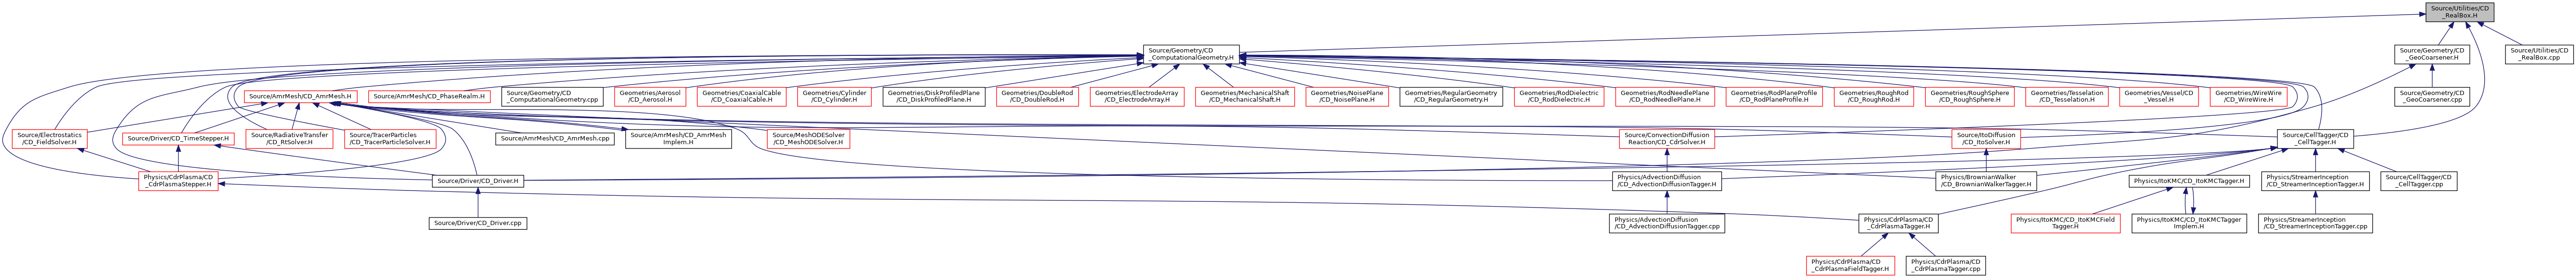 Source/Utilities/CD
_RealBox.H
Source/Geometry/CD
_ComputationalGeometry.H
Source/Geometry/CD
_GeoCoarsener.H
Source/Utilities/CD
_RealBox.cpp
Source/AmrMesh/CD_AmrMesh.H
Source/AmrMesh/CD_PhaseRealm.H
Source/Geometry/CD
_ComputationalGeometry.cpp
Geometries/Aerosol
/CD_Aerosol.H
Geometries/CoaxialCable
/CD_CoaxialCable.H
Geometries/Cylinder
/CD_Cylinder.H
Geometries/DiskProfiledPlane
/CD_DiskProfiledPlane.H
Geometries/DoubleRod
/CD_DoubleRod.H
Geometries/ElectrodeArray
/CD_ElectrodeArray.H
Geometries/MechanicalShaft
/CD_MechanicalShaft.H
Geometries/NoisePlane
/CD_NoisePlane.H
Geometries/RegularGeometry
/CD_RegularGeometry.H
Geometries/RodDielectric
/CD_RodDielectric.H
Geometries/RodNeedlePlane
/CD_RodNeedlePlane.H
Geometries/RodPlaneProfile
/CD_RodPlaneProfile.H
Geometries/RoughRod
/CD_RoughRod.H
Geometries/RoughSphere
/CD_RoughSphere.H
Geometries/Tesselation
/CD_Tesselation.H
Geometries/Vessel/CD
_Vessel.H
Geometries/WireWire
/CD_WireWire.H
Source/Geometry/CD
_GeoCoarsener.cpp
Source/Electrostatics
/CD_FieldSolver.H
Source/Driver/CD_TimeStepper.H
Source/RadiativeTransfer
/CD_RtSolver.H
Source/TracerParticles
/CD_TracerParticleSolver.H
Source/AmrMesh/CD_AmrMesh.cpp
Source/AmrMesh/CD_AmrMesh
Implem.H
Source/MeshODESolver
/CD_MeshODESolver.H
Source/ConvectionDiffusion
Reaction/CD_CdrSolver.H
Source/ItoDiffusion
/CD_ItoSolver.H
Source/CellTagger/CD
_CellTagger.H
Physics/CdrPlasma/CD
_CdrPlasmaStepper.H
Source/Driver/CD_Driver.H
Physics/AdvectionDiffusion
/CD_AdvectionDiffusionTagger.H
Physics/BrownianWalker
/CD_BrownianWalkerTagger.H
Physics/ItoKMC/CD_ItoKMCTagger.H
Physics/StreamerInception
/CD_StreamerInceptionTagger.H
Source/CellTagger/CD
_CellTagger.cpp
Source/Driver/CD_Driver.cpp
Physics/AdvectionDiffusion
/CD_AdvectionDiffusionTagger.cpp
Physics/CdrPlasma/CD
_CdrPlasmaTagger.H
Physics/ItoKMC/CD_ItoKMCField
Tagger.H
Physics/ItoKMC/CD_ItoKMCTagger
Implem.H
Physics/StreamerInception
/CD_StreamerInceptionTagger.cpp
Physics/CdrPlasma/CD
_CdrPlasmaFieldTagger.H
Physics/CdrPlasma/CD
_CdrPlasmaTagger.cpp